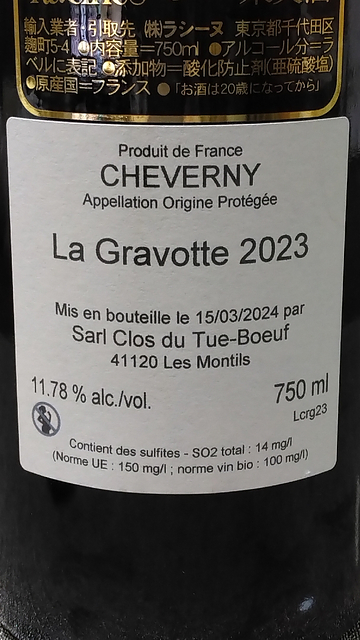 輸入業者・引取先 ㈱ラシーヌ 東京都千代田区
麹町5-4 ●内容量=750ml ●アルコール分=ラ
ベルに表記 ●添加物=酸化防止剤(亜硫酸塩)
●原産国=フランス ●「お酒は20歳になってから」
Produit de France
CHEVERNY
Appellation Origine Protégée
La Gravotte 2023
Mis en bouteille le 15/03/2024 par
Sarl Clos du Tue-Boeuf
41120 Les Montils
11.78 % alc./vol.
750 ml
Lcrg23
Contient des sulfites - SO2 total : 14 mg/l
(Norme UE : 150 mg/l ; norme vin bio : 100 mg/l)